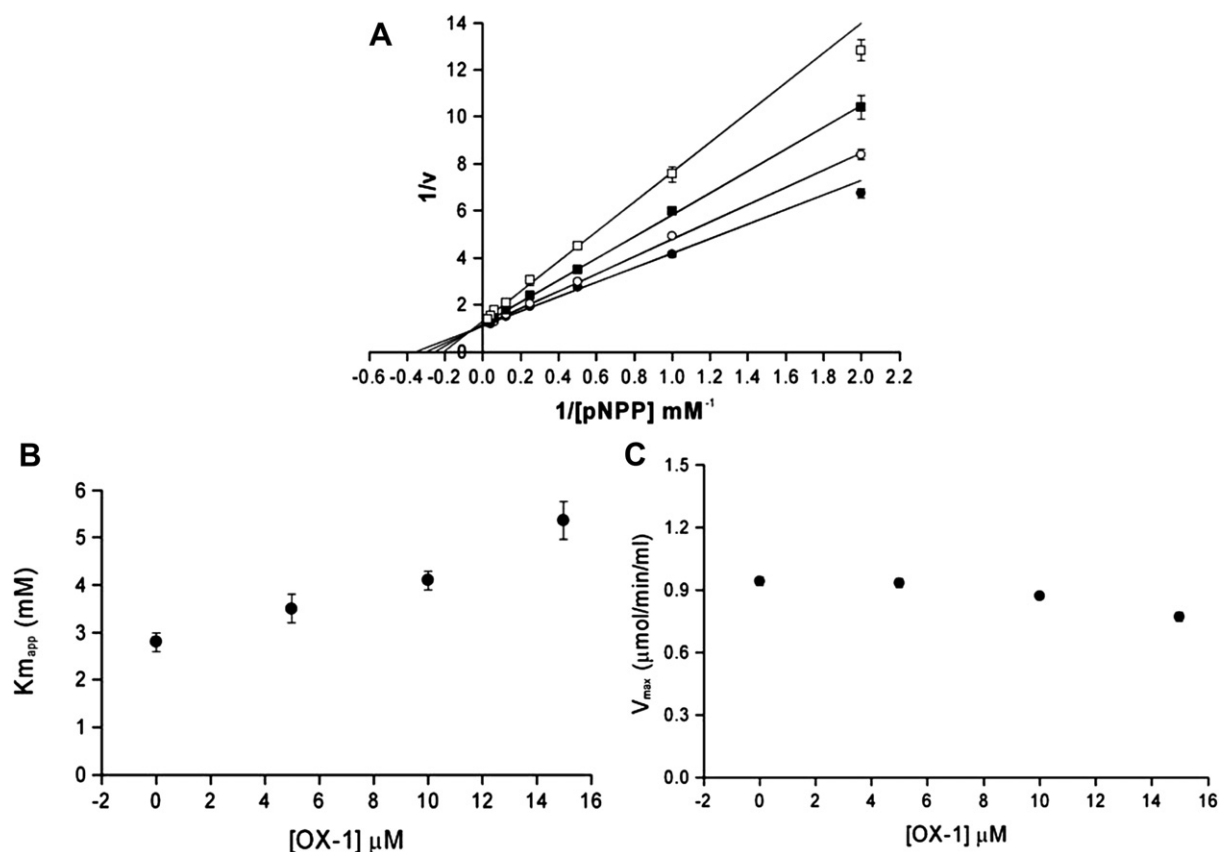 A
14
12
10
8
6
4
2
0
1/v
-0.6 -0.4 -0.2 0.0 0.2 0.4 0.6 0.8 1.0 1.2 1.4 1.6 1.8 2.0 2.2
1/[pNPP] mM⁻¹
B
6
5
4
3
2
1
0
Km_app (mM)
-2 0 2 4 6 8 10 12 14 16
[OX-1] µM
C
1.5
1.2
0.9
0.6
0.3
0.0
V_max (µmol/min/ml)
-2 0 2 4 6 8 10 12 14 16
[OX-1] µM